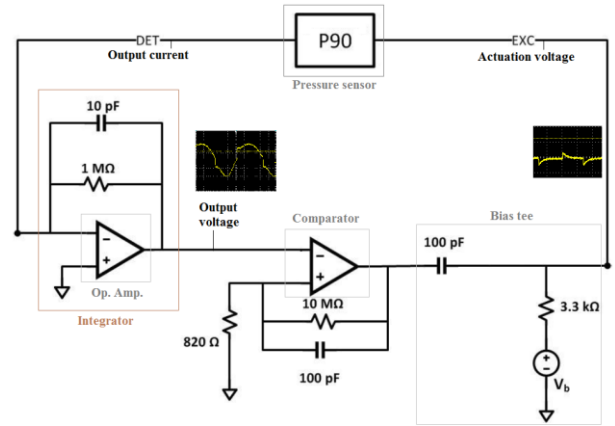 DET
P90
EXC
Output current
Actuation voltage
Pressure sensor
10 pF
1 MΩ
Output
voltage
Comparator
Bias tee
100 pF
−
+
Op. Amp.
Integrator
−
+
10 MΩ
820 Ω
100 pF
3.3 kΩ
+
−
Vb